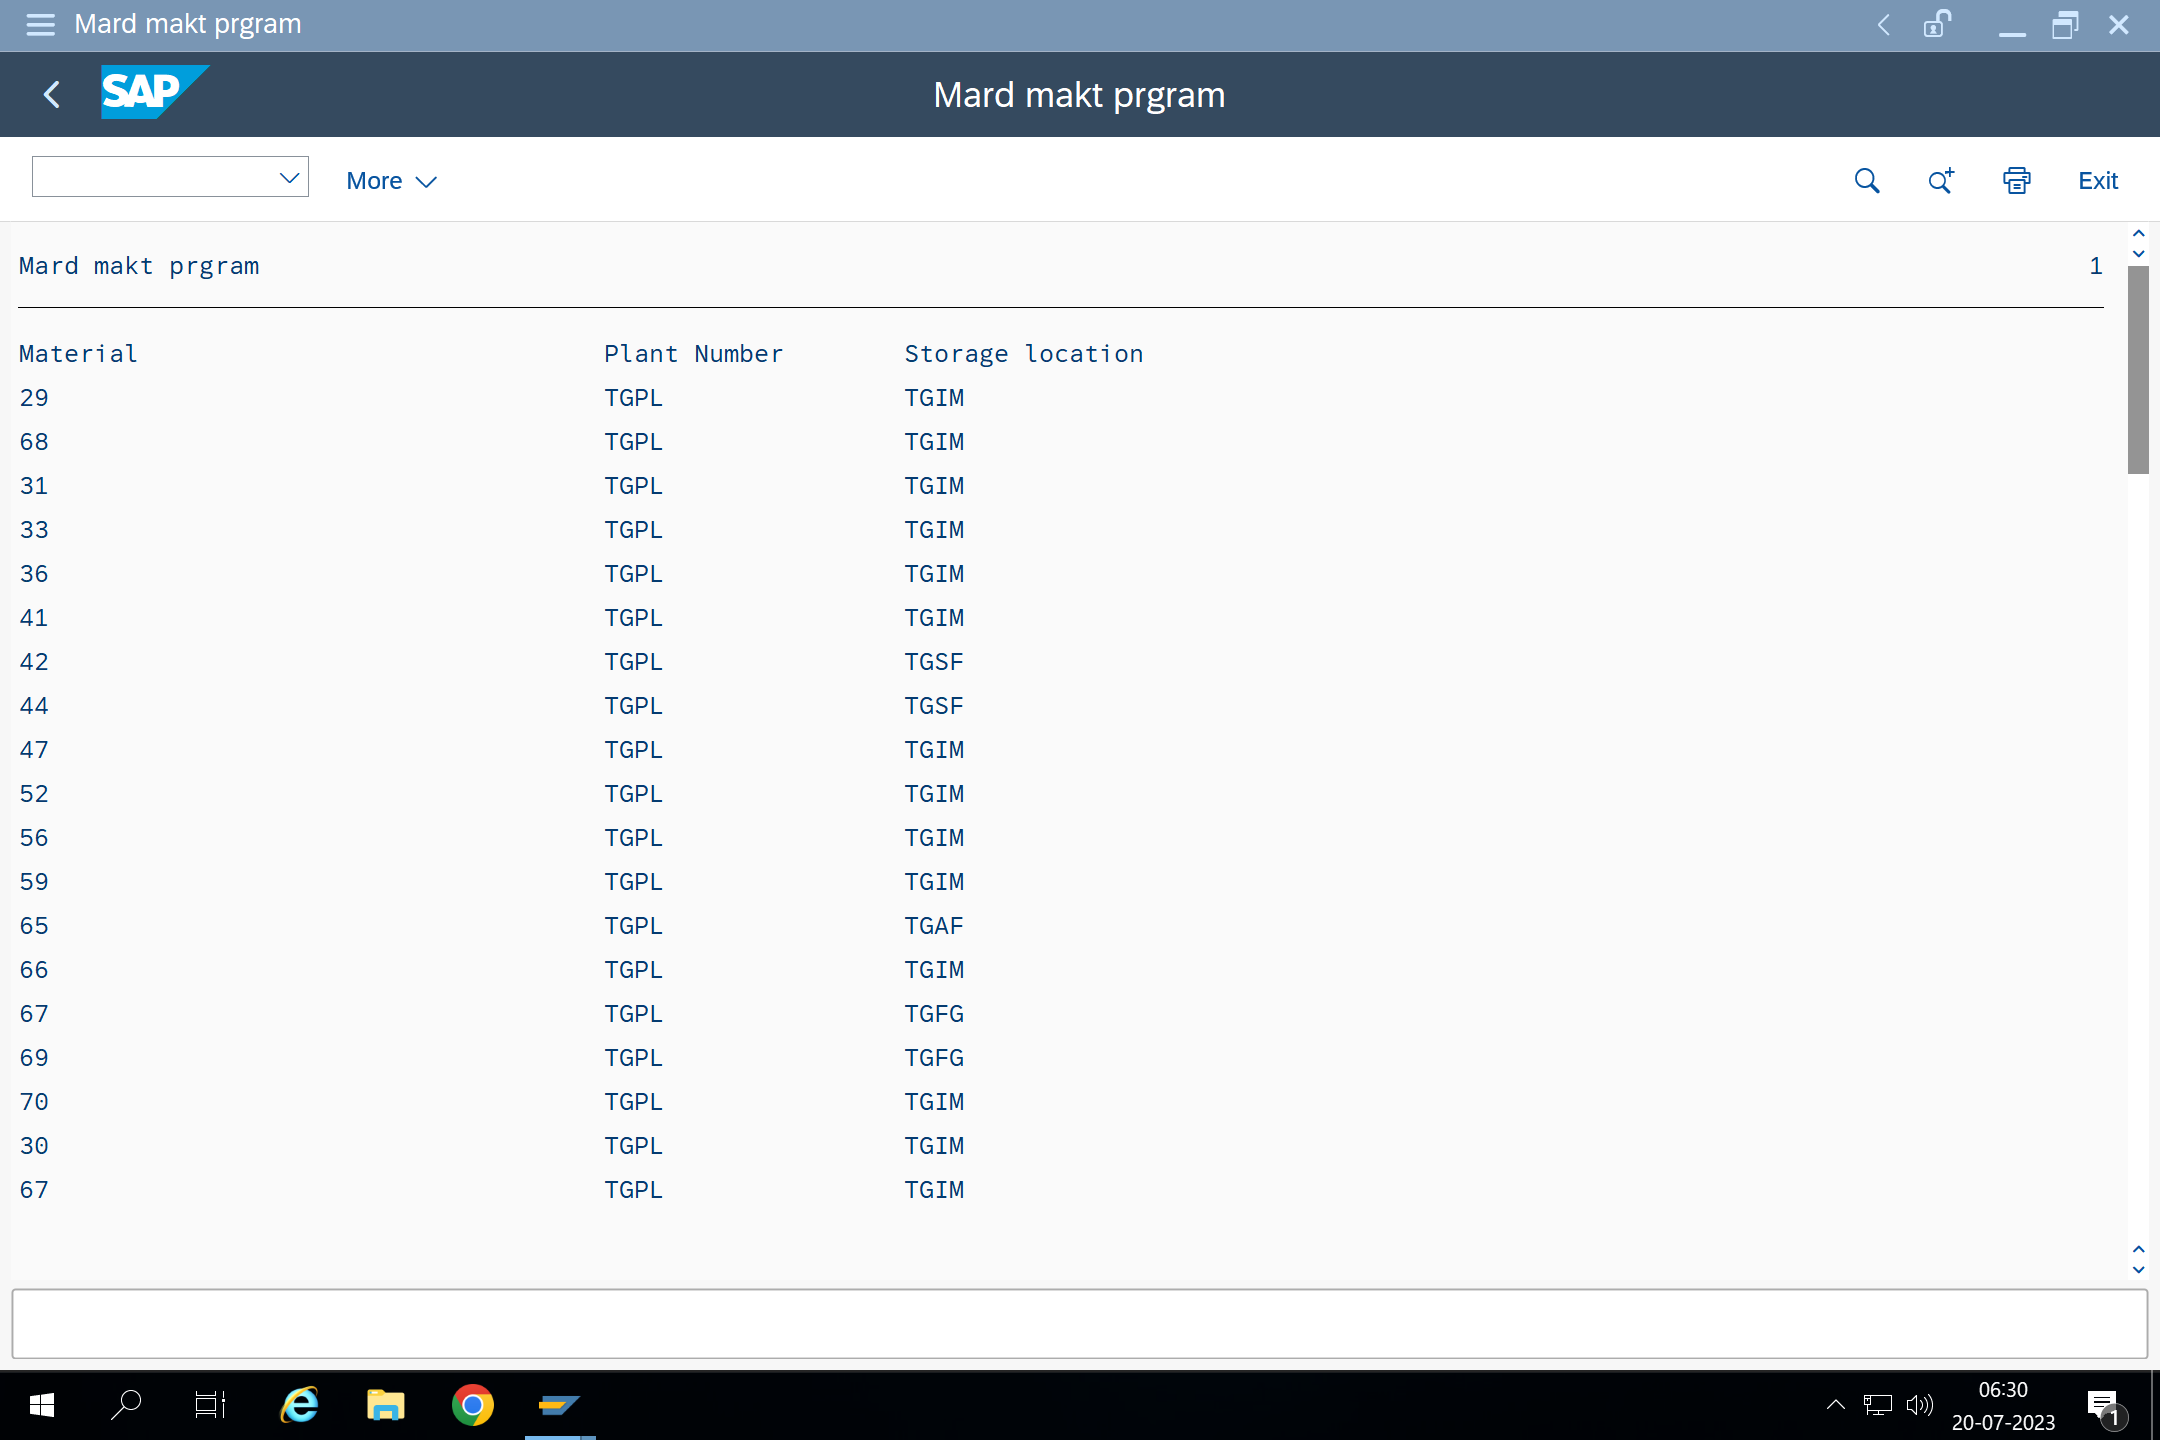 Mard makt prgram
SAP Mard makt prgram
More Exit
Mard makt prgram 1
Material Plant Number Storage location
29 TGPL TGIM
68 TGPL TGIM
31 TGPL TGIM
33 TGPL TGIM
36 TGPL TGIM
41 TGPL TGIM
42 TGPL TGSF
44 TGPL TGSF
47 TGPL TGIM
52 TGPL TGIM
56 TGPL TGIM
59 TGPL TGIM
65 TGPL TGAF
66 TGPL TGIM
67 TGPL TGFG
69 TGPL TGFG
70 TGPL TGIM
30 TGPL TGIM
67 TGPL TGIM
06:30
20-07-2023
1